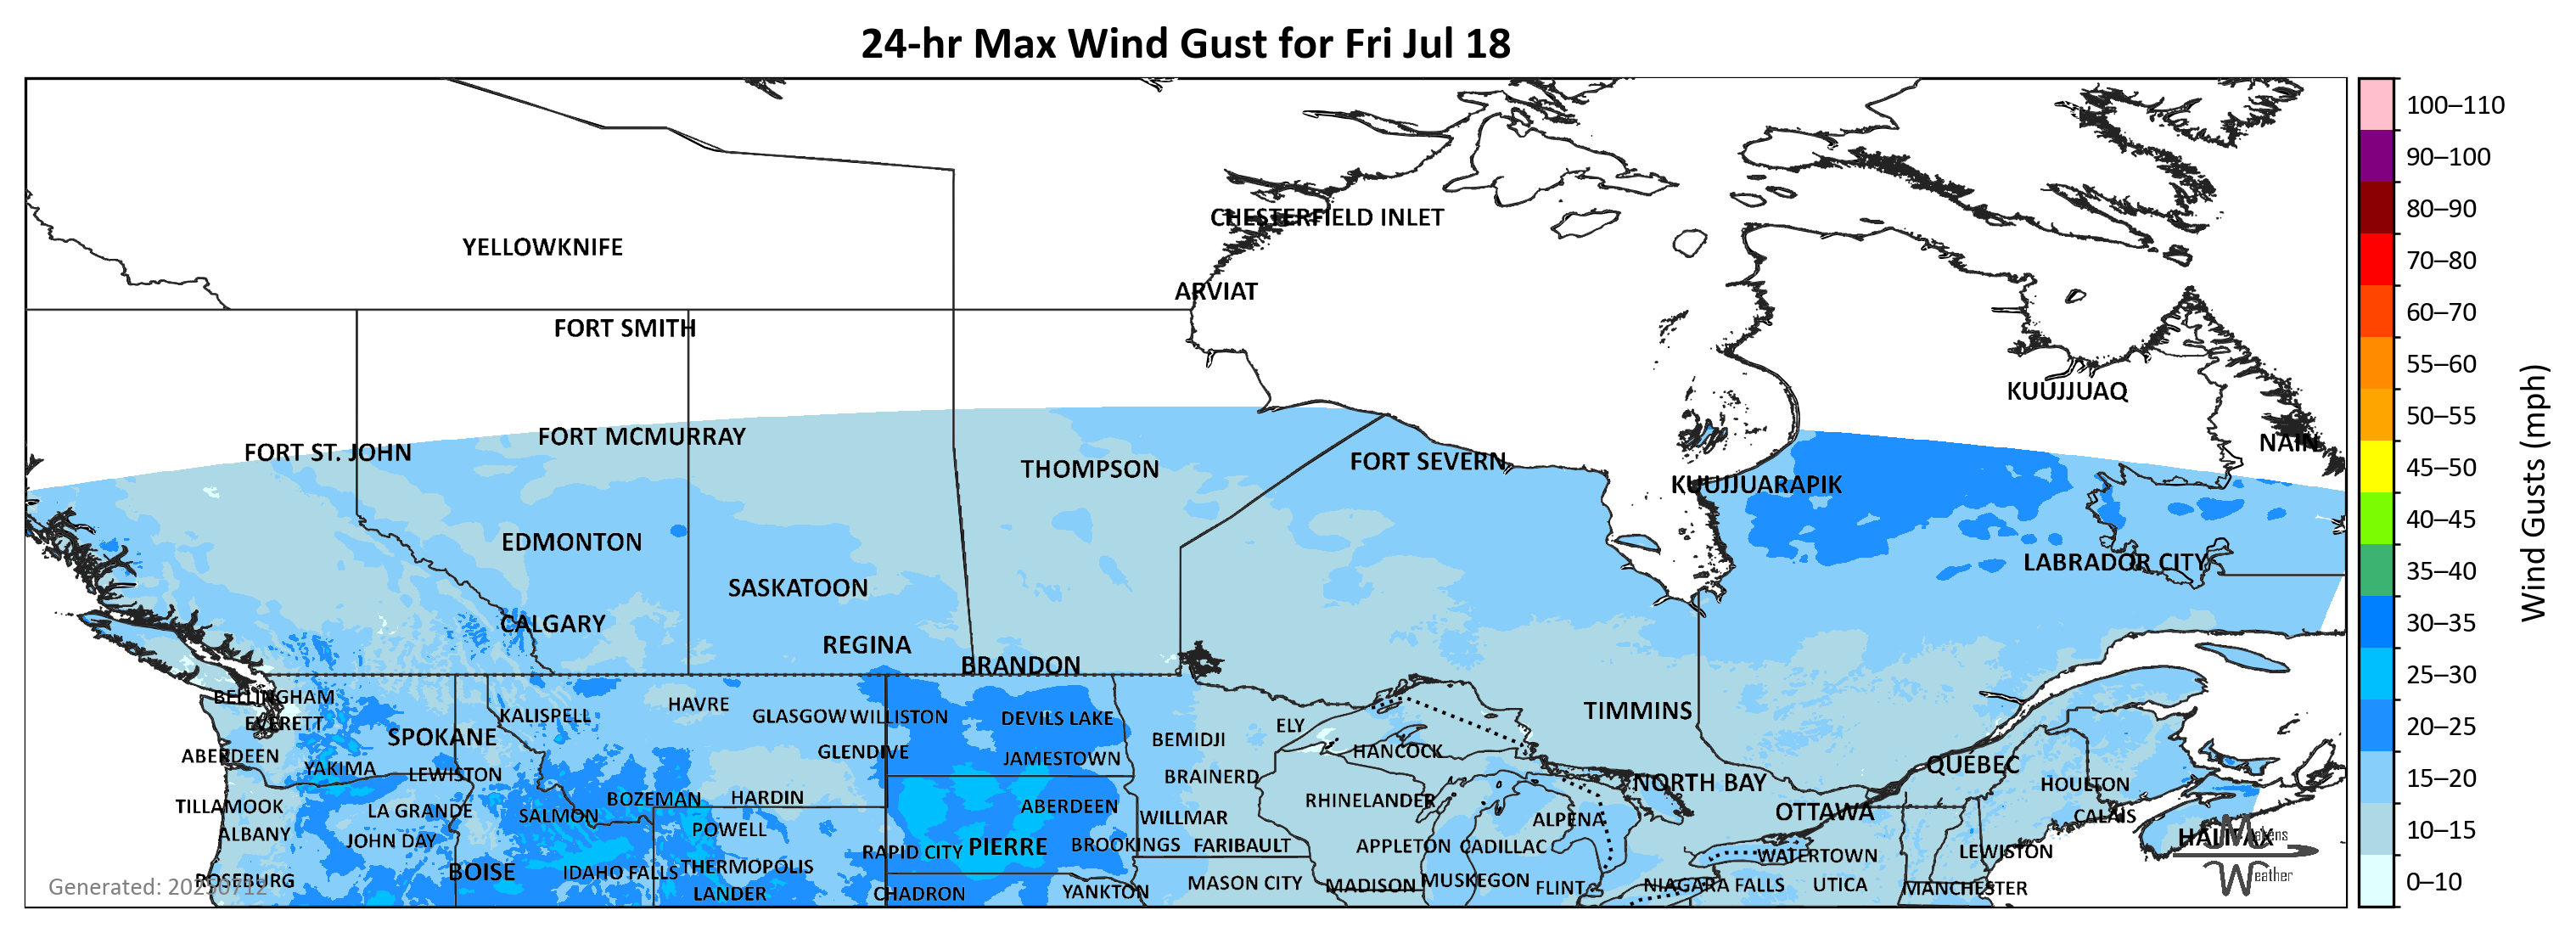 24-hr Max Wind Gust for Fri Jul 18
100–110
90–100
80–90
70–80
60–70
55–60
50–55
45–50
40–45
35–40
30–35
25–30
20–25
15–20
10–15
0–10
Wind Gusts (mph)
CHESTERFIELD INLET
YELLOWKNIFE
ARVIAT
FORT SMITH
KUUJJUAQ
FORT MCMURRAY
NAIN
FORT ST. JOHN
FORT SEVERN
THOMPSON
KUUJJUARAPIK
EDMONTON
LABRADOR CITY
SASKATOON
CALGARY
REGINA
BRANDON
BELLINGHAM
HAVRE
TIMMINS
KALISPELL
GLASGOW
WILLISTON
DEVILS LAKE
EVERETT
ELY
SPOKANE
BEMIDJI
HANCOCK
ABERDEEN
GLENDIVE
JAMESTOWN
QUÉBEC
YAKIMA
LEWISTON
BRAINERD
NORTH BAY
HOULTON
BOZEMAN
HARDIN
RHINELANDER
TILLAMOOK
LA GRANDE
SALMON
ABERDEEN
WILLMAR
ALPENA
OTTAWA
CALAIS
ALBANY
JOHN DAY
POWELL
HALIFAX
RAPID CITY
PIERRE
BROOKINGS
FARIBAULT
APPLETON
CADILLAC
WATERTOWN
LEWISTON
BOISE
IDAHO FALLS
THERMOPOLIS
ROSEBURG
MASON CITY
MADISON
MUSKEGON
FLINT
NIAGARA FALLS
UTICA
MANCHESTER
LANDER
CHADRON
YANKTON
Weather
Generated: 20250712